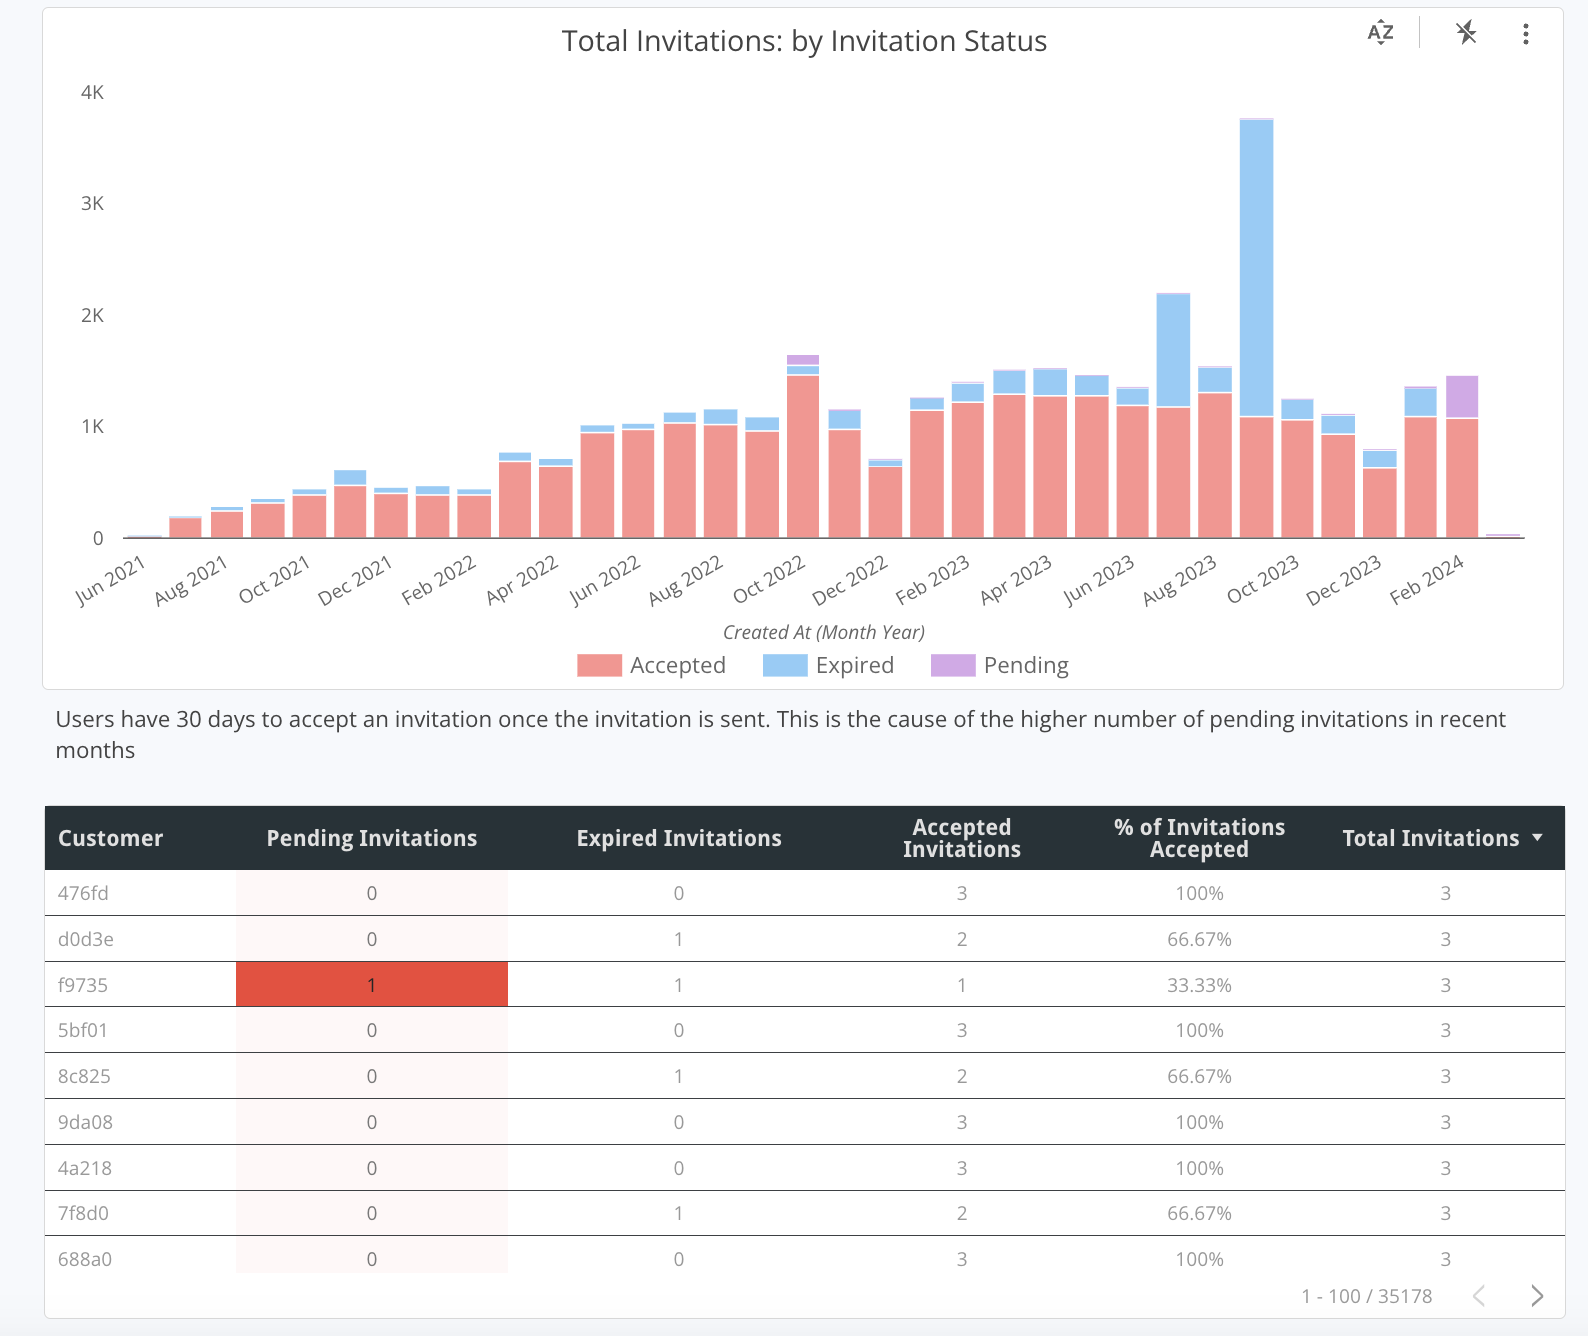 Total Invitations: by Invitation Status
AZ
4K
3K
2K
1K
0
Jun 2021
Aug 2021
Oct 2021
Dec 2021
Feb 2022
Apr 2022
Jun 2022
Aug 2022
Oct 2022
Dec 2022
Feb 2023
Apr 2023
Jun 2023
Aug 2023
Oct 2023
Dec 2023
Feb 2024
Created At (Month Year)
Accepted Expired Pending
Users have 30 days to accept an invitation once the invitation is sent. This is the cause of the higher number of pending invitations in recent
months
Customer Pending Invitations Expired Invitations Accepted Invitations % of Invitations Accepted Total Invitations
476fd 0 0 3 100% 3
d0d3e 0 1 2 66.67% 3
f9735 1 1 1 33.33% 3
5bf01 0 0 3 100% 3
8c825 0 1 2 66.67% 3
9da08 0 0 3 100% 3
4a218 0 0 3 100% 3
7f8d0 0 1 2 66.67% 3
688a0 0 0 3 100% 3
1 - 100 / 35178